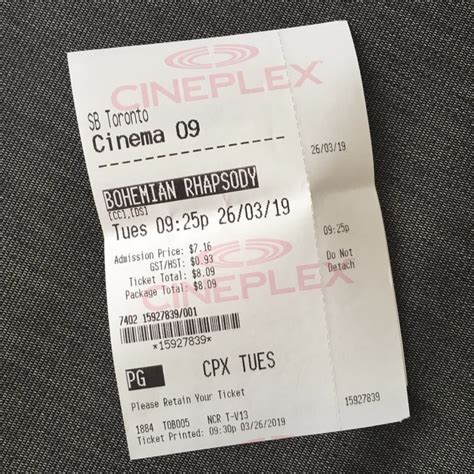 CINEPLEX
SB Toronto
Cinema 09
26/03/19
BOHEMIAN RHAPSODY
[CC],[DS]
Tues 09:25p 26/03/19
09:25p
Admission Price: $7.16
GST/HST: $0.93
Ticket Total: $8.09
Package Total: $8.09
Do Not
Detach
CINEPLEX
7402 15927839/001
*15927839*
PG
CPX TUES
Please Retain Your Ticket
15927839
1884 TOB005 NCR T-V13
Ticket Printed: 09:30p 03/26/2019